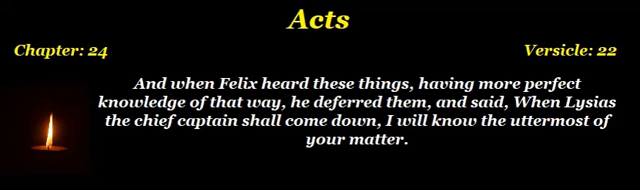 Acts
Chapter: 24 Versicle: 22
And when Felix heard these things, having more perfect
knowledge of that way, he deferred them, and said, When Lysias
the chief captain shall come down, I will know the uttermost of
your matter.